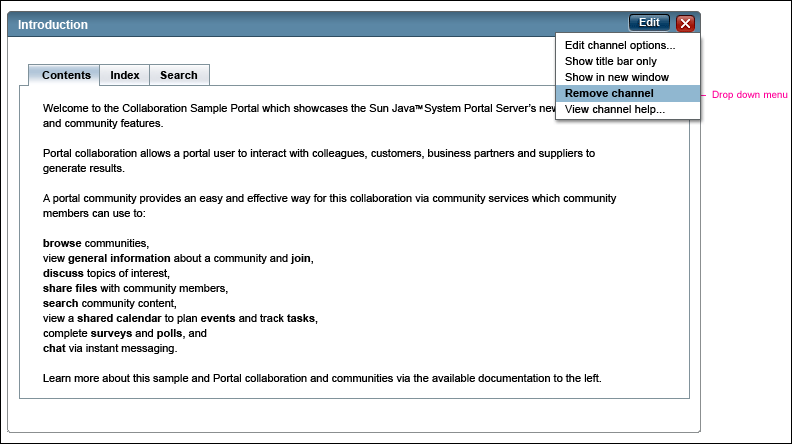 Introduction
Edit
Edit channel options...
Show title bar only
Show in new window
Remove channel
View channel help...
Drop down menu
Contents
Index
Search
Welcome to the Collaboration Sample Portal which showcases the Sun Java™System Portal Server's new
and community features.
Portal collaboration allows a portal user to interact with colleagues, customers, business partners and suppliers to
generate results.
A portal community provides an easy and effective way for this collaboration via community services which community
members can use to:
browse communities,
view general information about a community and join,
discuss topics of interest,
share files with community members,
search community content,
view a shared calendar to plan events and track tasks,
complete surveys and polls, and
chat via instant messaging.
Learn more about this sample and Portal collaboration and communities via the available documentation to the left.